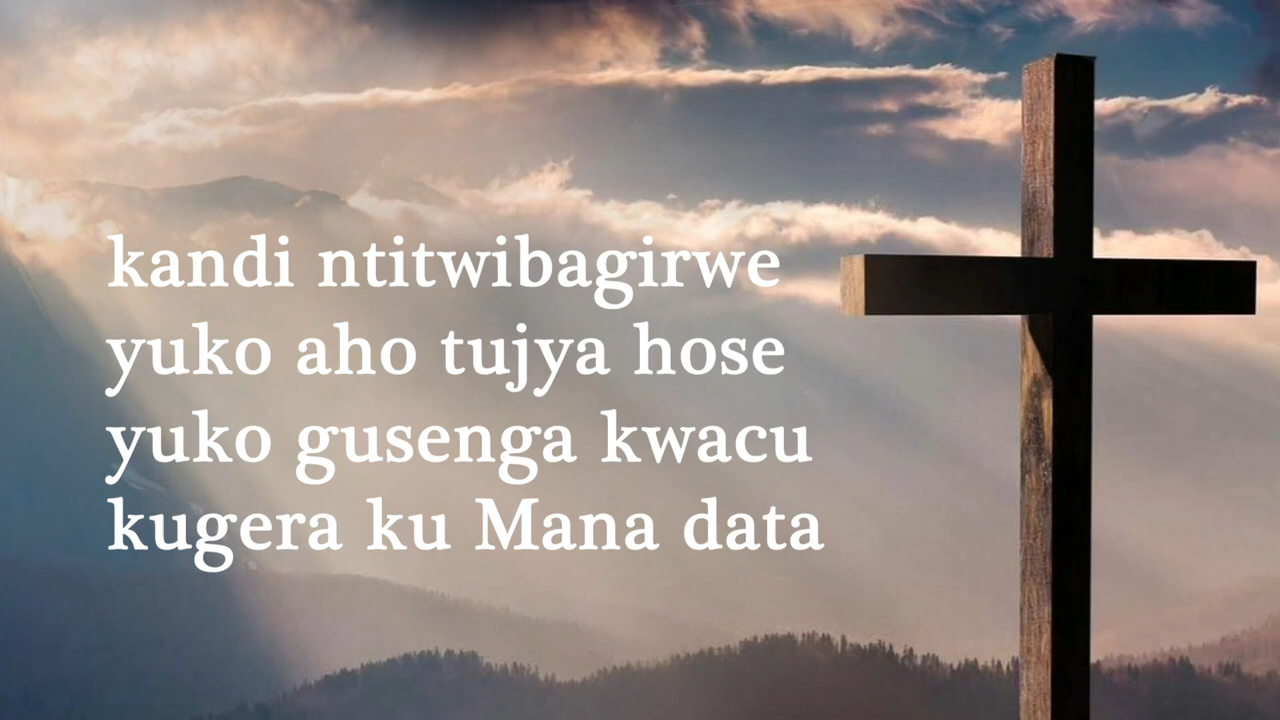 kandi ntitwibagirwe
yuko aho tujya hose
yuko gusenga kwacu
kugera ku Mana data